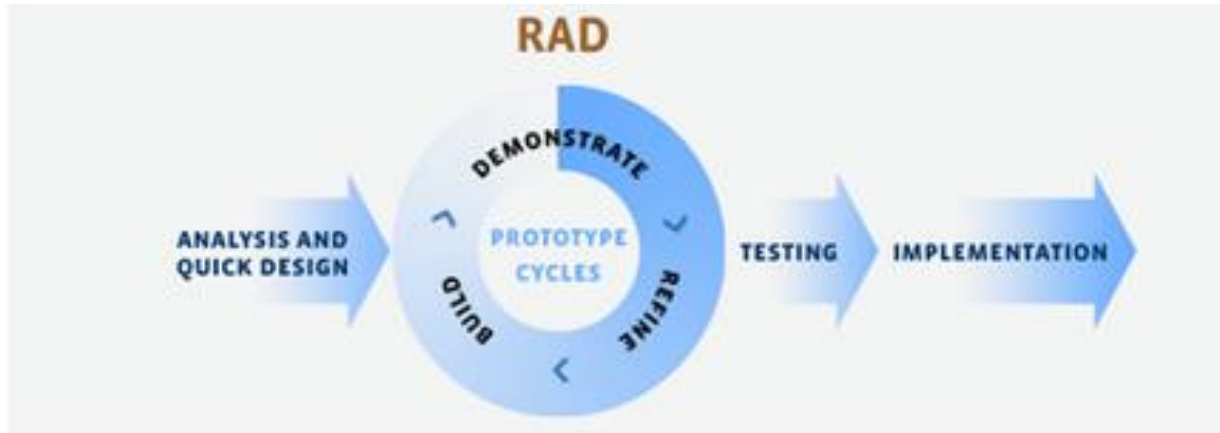 RAD
ANALYSIS AND
QUICK DESIGN
DEMONSTRATE
REFINE
BUILD
PROTOTYPE
CYCLES
TESTING
IMPLEMENTATION